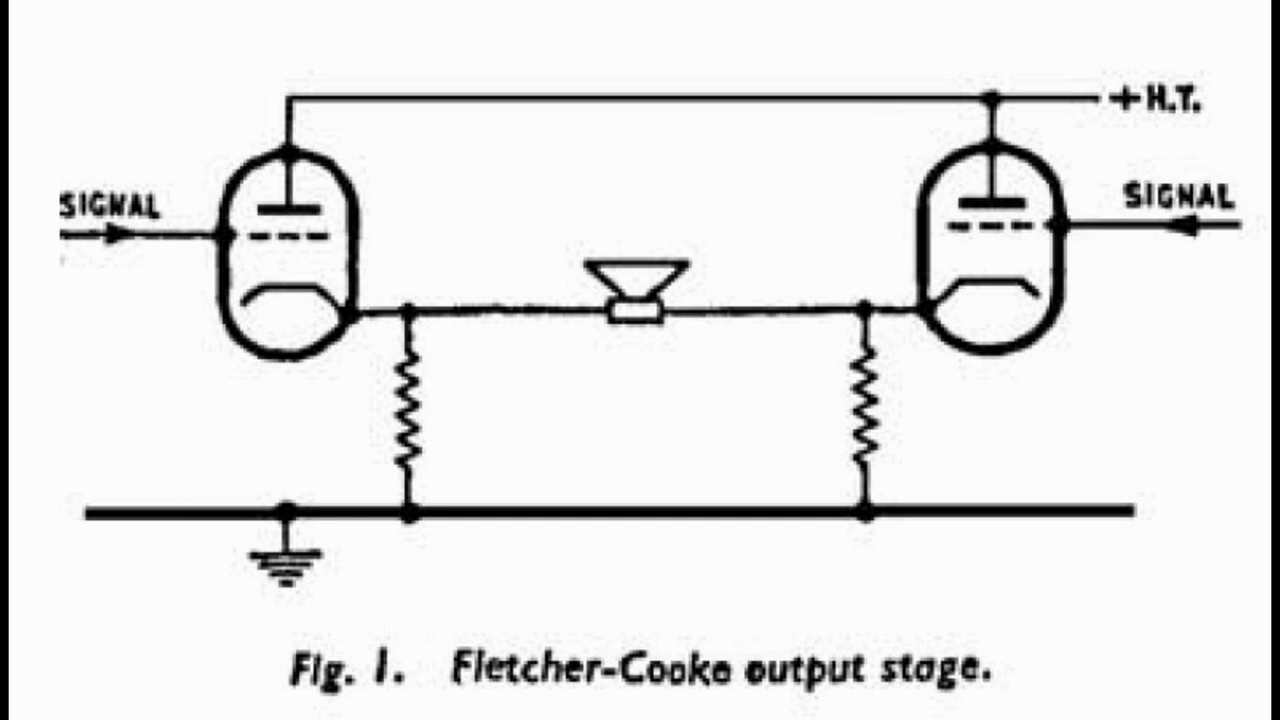 + H.T.
SIGNAL
SIGNAL
Fig. 1. Fletcher-Cooke output stage.